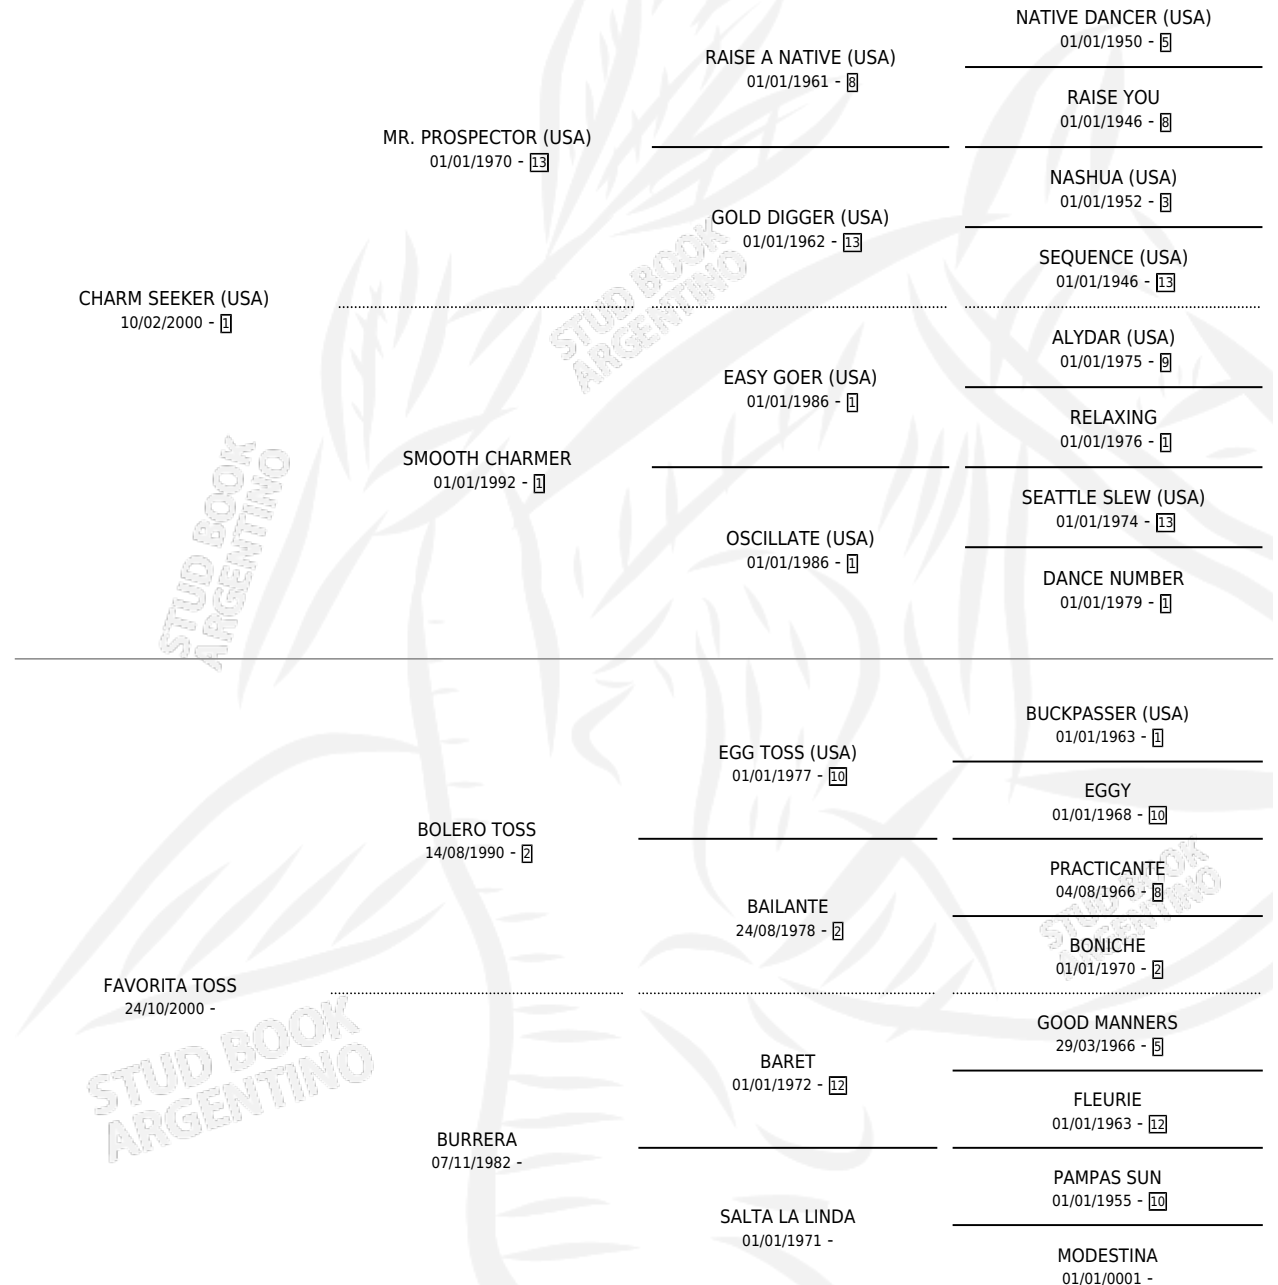 NATIVE DANCER (USA)
01/01/1950 - 5
RAISE A NATIVE (USA)
01/01/1961 - 8
RAISE YOU
01/01/1946 - 8
MR. PROSPECTOR (USA)
01/01/1970 - 13
NASHUA (USA)
01/01/1952 - 3
GOLD DIGGER (USA)
01/01/1962 - 13
SEQUENCE (USA)
01/01/1946 - 13
CHARM SEEKER (USA)
10/02/2000 - 1
STUD BOOK
ARGENTINO
ALYDAR (USA)
01/01/1975 - 9
EASY GOER (USA)
01/01/1986 - 1
RELAXING
01/01/1976 - 1
SMOOTH CHARMER
01/01/1992 - 1
SEATTLE SLEW (USA)
01/01/1974 - 13
OSCILLATE (USA)
01/01/1986 - 1
DANCE NUMBER
01/01/1979 - 1
STUD BOOK
ARGENTINO
BUCKPASSER (USA)
01/01/1963 - 1
EGG TOSS (USA)
01/01/1977 - 10
EGGY
01/01/1968 - 10
BOLERO TOSS
14/08/1990 - 2
PRACTICANTE
04/08/1966 - 8
BAILANTE
24/08/1978 - 2
STUD BOOK
ARGENTINO
BONICHE
01/01/1970 - 2
FAVORITA TOSS
24/10/2000 -
GOOD MANNERS
29/03/1966 - 5
STUD BOOK
ARGENTINO
BARET
01/01/1972 - 12
FLEURIE
01/01/1963 - 12
BURRERA
07/11/1982 -
PAMPAS SUN
01/01/1955 - 10
SALTA LA LINDA
01/01/1971 -
MODESTINA
01/01/0001 -